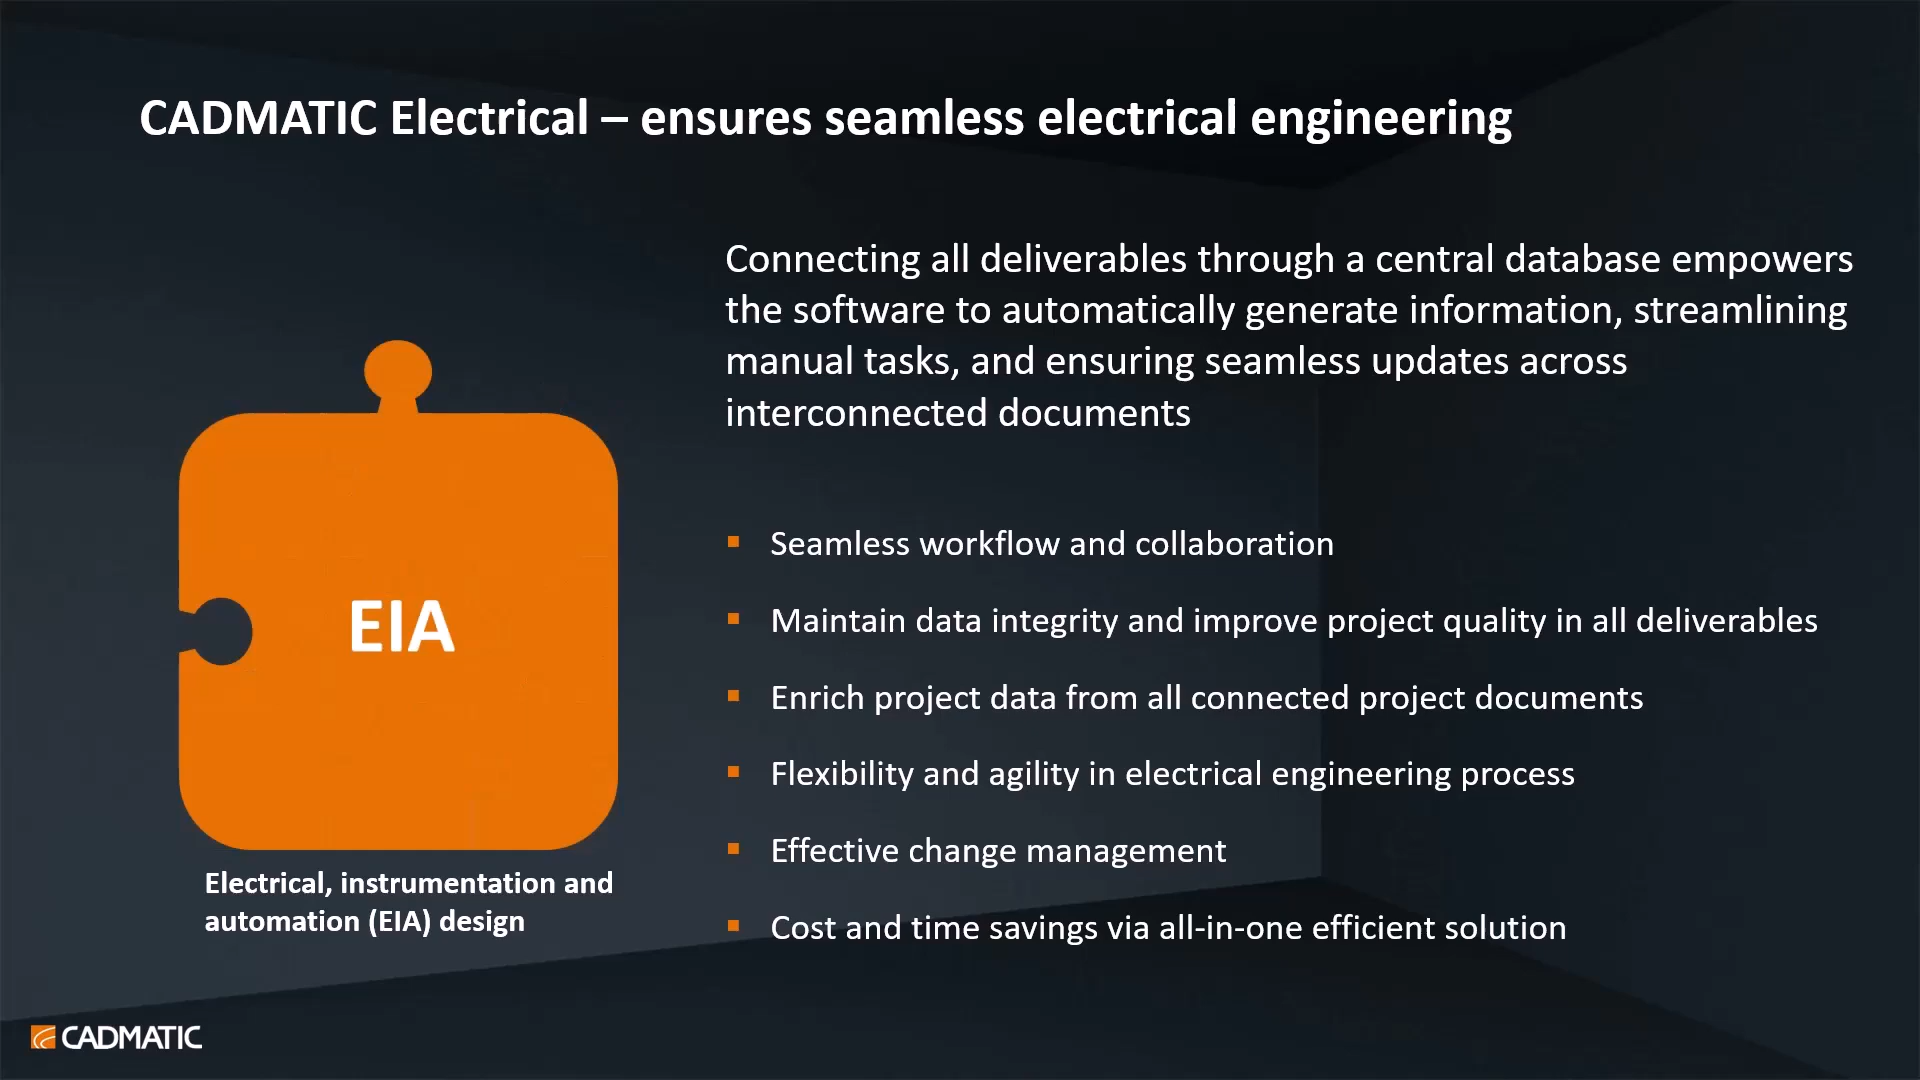 CADMATIC Electrical – ensures seamless electrical engineering
Connecting all deliverables through a central database empowers
the software to automatically generate information, streamlining
manual tasks, and ensuring seamless updates across
interconnected documents
EIA
Electrical, instrumentation and
automation (EIA) design
▪ Seamless workflow and collaboration
▪ Maintain data integrity and improve project quality in all deliverables
▪ Enrich project data from all connected project documents
▪ Flexibility and agility in electrical engineering process
▪ Effective change management
▪ Cost and time savings via all-in-one efficient solution
CADMATIC